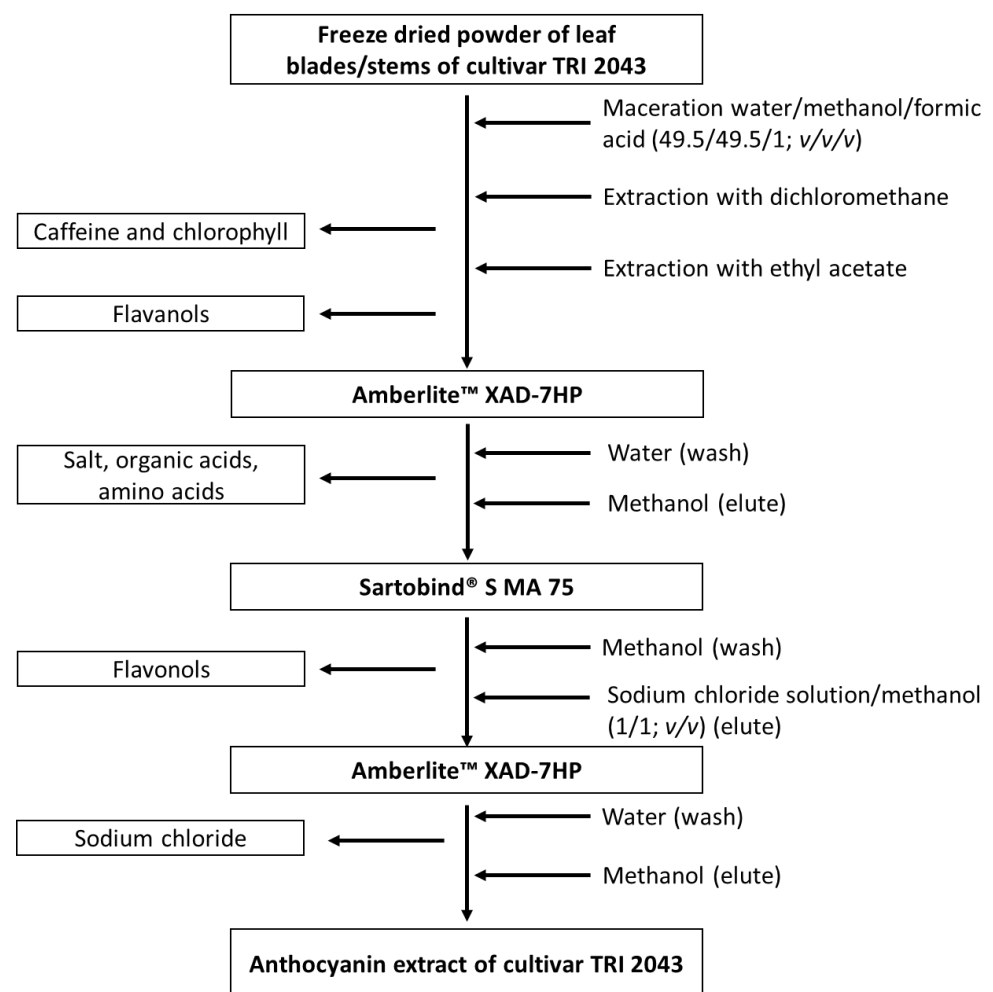 Freeze dried powder of leaf
blades/stems of cultivar TRI 2043
Maceration water/methanol/formic
acid (49.5/49.5/1; v/v/v)
Extraction with dichloromethane
Caffeine and chlorophyll
Extraction with ethyl acetate
Flavanols
Amberlite™ XAD-7HP
Water (wash)
Salt, organic acids,
amino acids
Methanol (elute)
Sartobind® S MA 75
Methanol (wash)
Flavonols
Sodium chloride solution/methanol
(1/1; v/v) (elute)
Amberlite™ XAD-7HP
Water (wash)
Sodium chloride
Methanol (elute)
Anthocyanin extract of cultivar TRI 2043